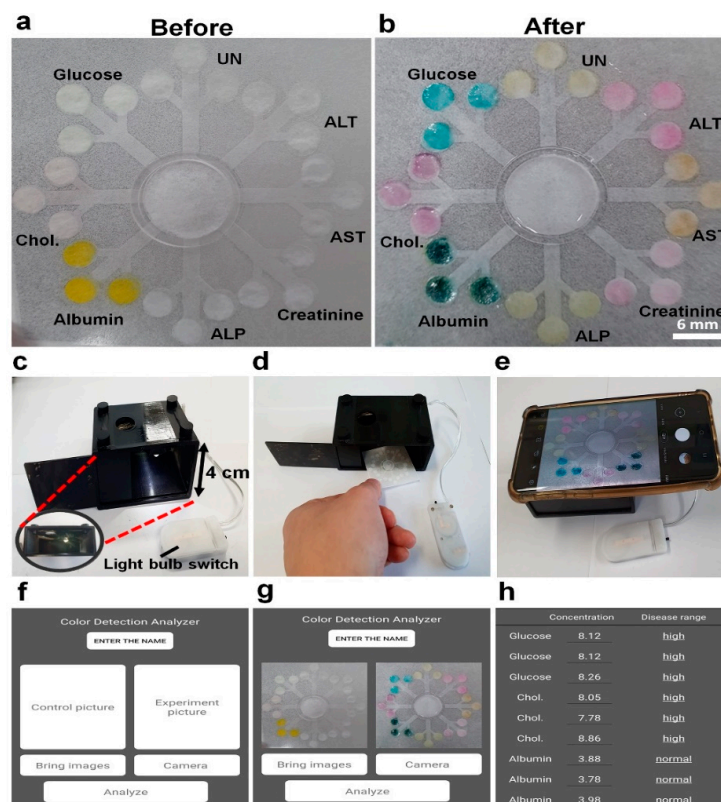 a Before
Glucose
UN
ALT
AST
Creatinine
ALP
Albumin
Chol.
b After
Glucose
UN
ALT
AST
Creatinine
6 mm
ALP
Albumin
Chol.
c
4 cm
Light bulb switch
d
e
f
Color Detection Analyzer
ENTER THE NAME
Control picture
Experiment
picture
Bring images
Camera
Analyze
g
Color Detection Analyzer
ENTER THE NAME
Bring images
Camera
Analyze
h
Concentration Disease range
Glucose 8.12 high
Glucose 8.12 high
Glucose 8.26 high
Chol. 8.05 high
Chol. 7.78 high
Chol. 8.86 high
Albumin 3.88 normal
Albumin 3.78 normal
Albumin 3.98 normal